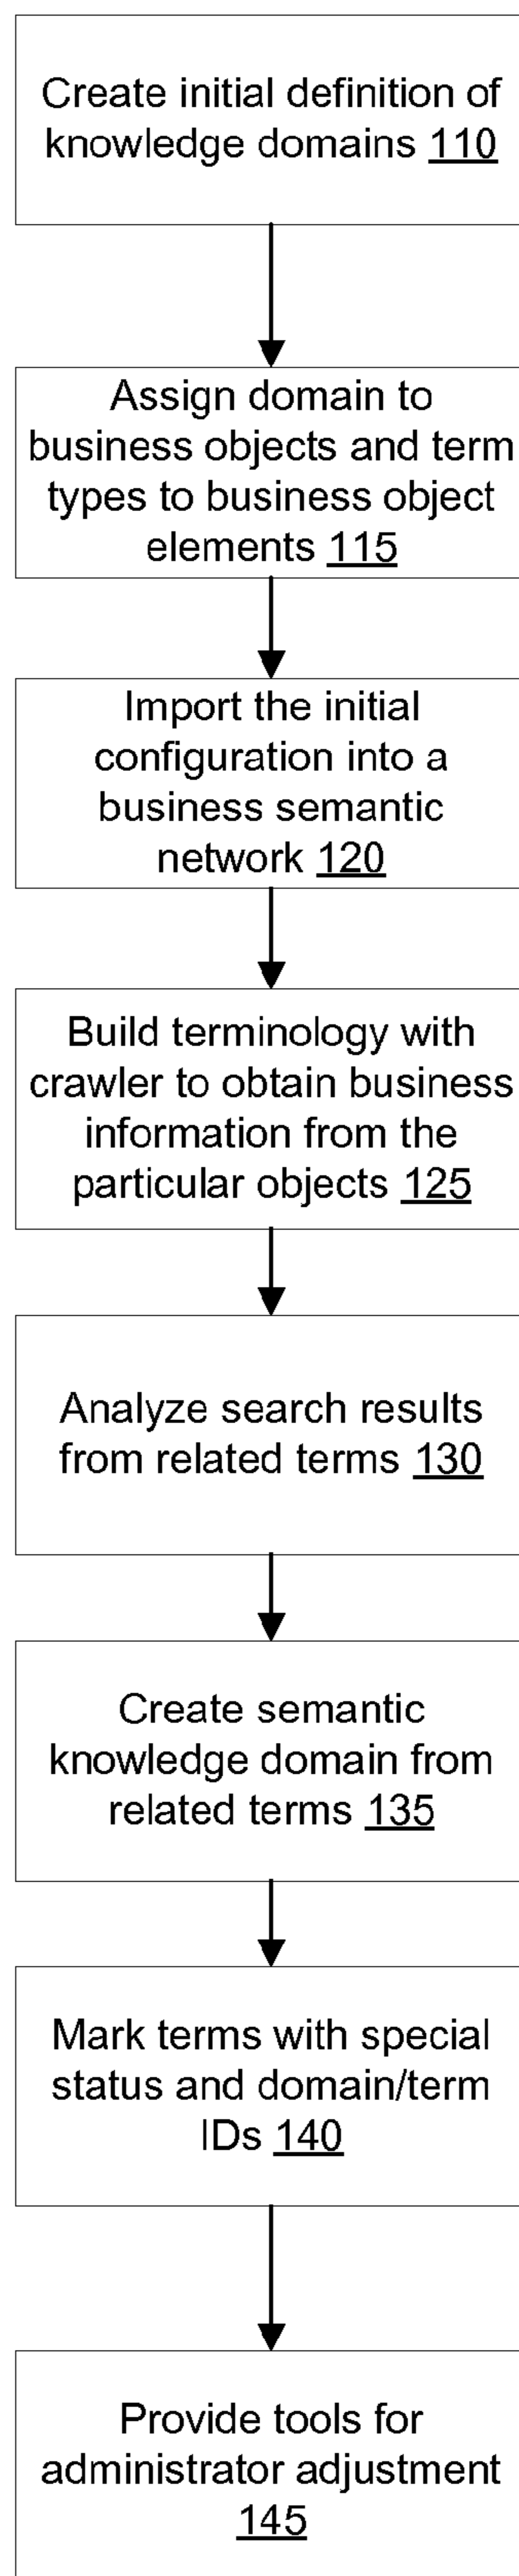 Create initial definition of
knowledge domains 110
Assign domain to
business objects and term
types to business object
elements 115
Import the initial
configuration into a
business semantic
network 120
Build terminology with
crawler to obtain business
information from the
particular objects 125
Analyze search results
from related terms 130
Create semantic
knowledge domain from
related terms 135
Mark terms with special
status and domain/term
IDs 140
Provide tools for
administrator adjustment
145